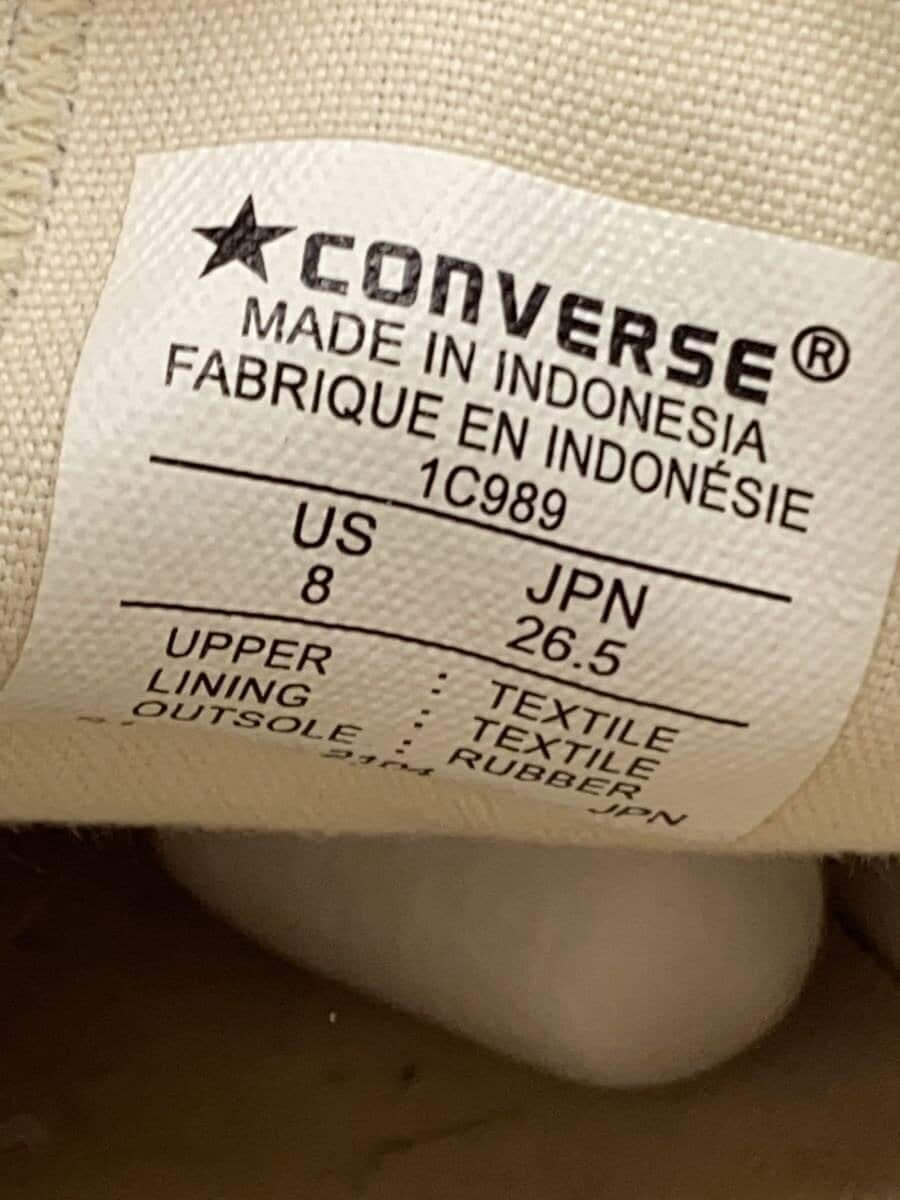 ★CONVERSE®
MADE IN INDONESIA
FABRIQUE EN INDONÉSIE
1C989
US JPN
8 26.5
UPPER : TEXTILE
LINING : TEXTILE
OUTSOLE : RUBBER
2104 JPN